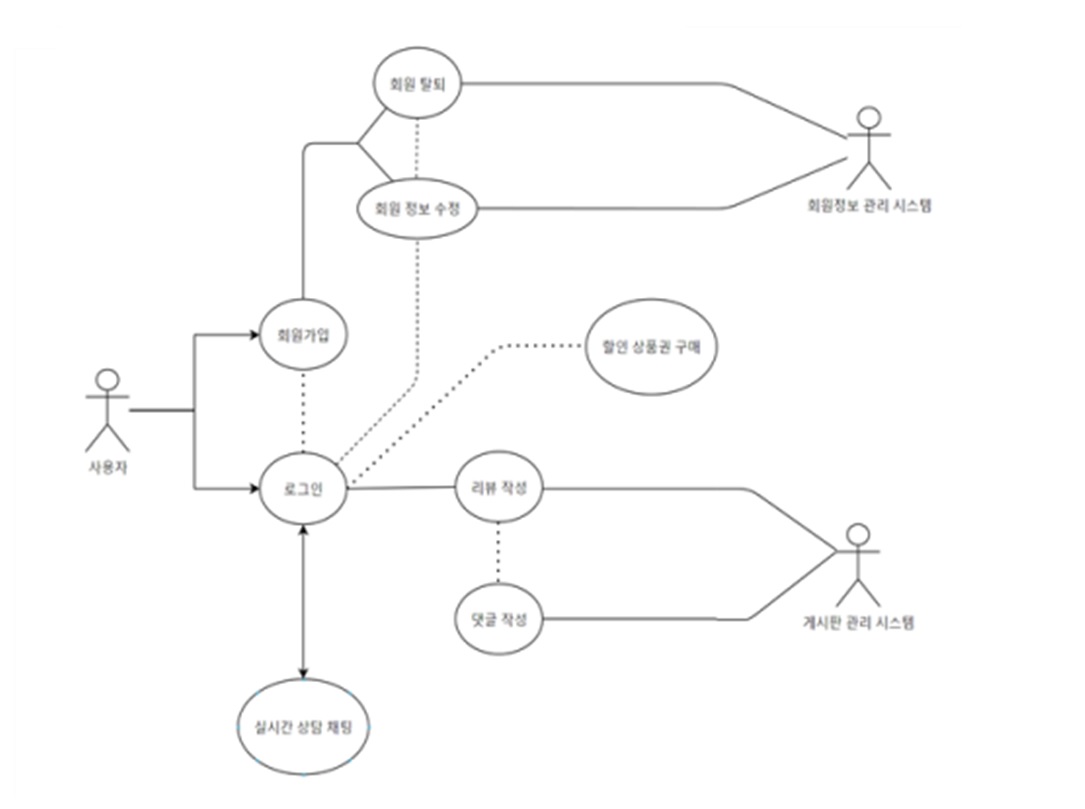 회원 탈퇴
회원 정보 수정
회원정보 관리 시스템
회원가입
할인 상품권 구매
사용자
로그인
리뷰 작성
댓글 작성
게시판 관리 시스템
실시간 상담 채팅